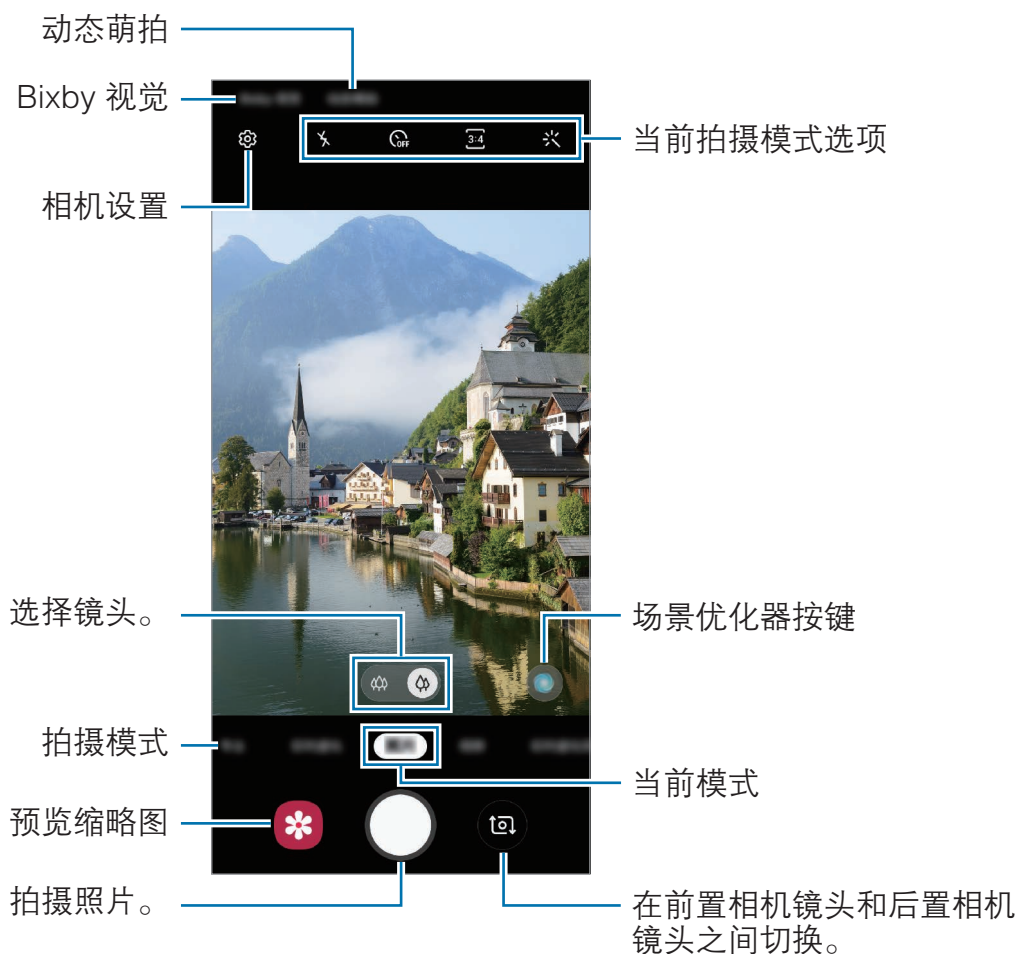 动态萌拍
Bixby 视觉
当前拍摄模式选项
OFF
3:4
相机设置
选择镜头。
场景优化器按键
拍摄模式
当前模式
预览缩略图
拍摄照片。
在前置相机镜头和后置相机
镜头之间切换。